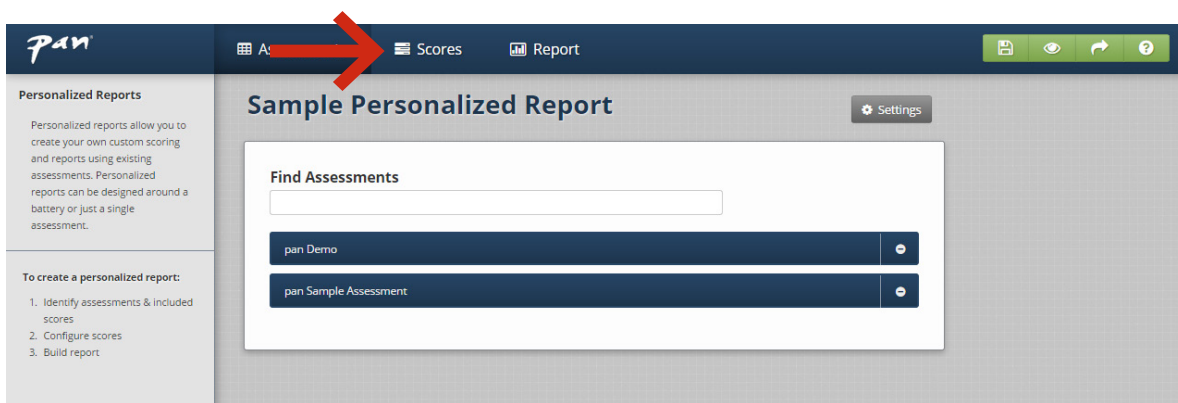 pan
Scores
Report
Personalized Reports
Personalized reports allow you to
create your own custom scoring
and reports using existing
assessments. Personalized
reports can be designed around a
battery or just a single
assessment.
To create a personalized report:
1. Identify assessments & included
scores
2. Configure scores
3. Build report
Sample Personalized Report
Settings
Find Assessments
pan Demo
pan Sample Assessment